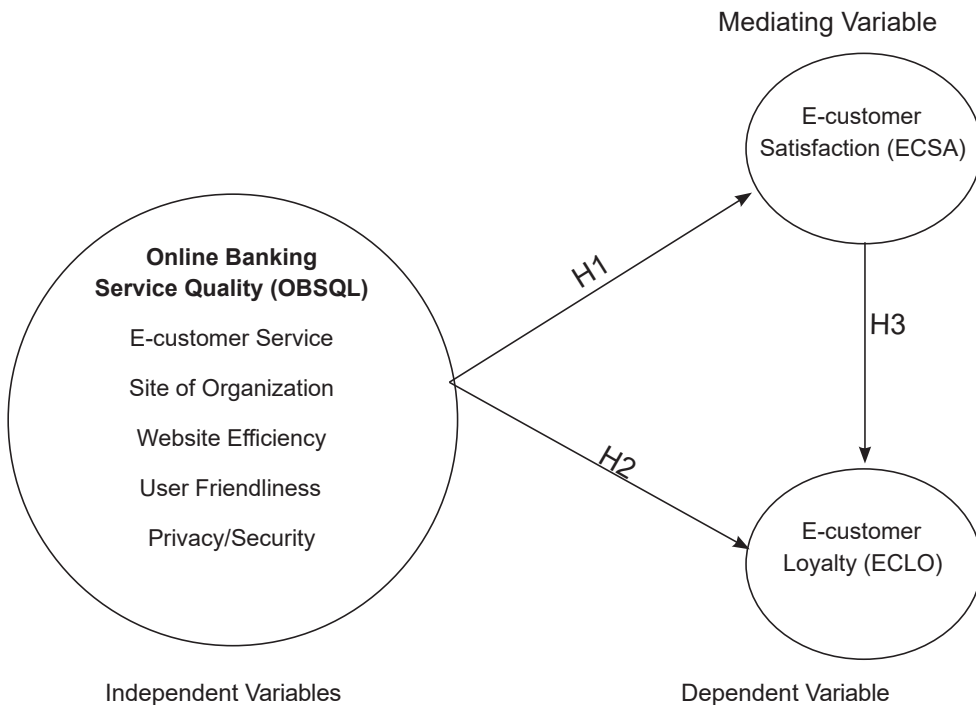 Mediating Variable
E-customer
Satisfaction (ECSA)
Online Banking
Service Quality (OBSQL)
E-customer Service
Site of Organization
Website Efficiency
User Friendliness
Privacy/Security
H1
H3
H2
E-customer
Loyalty (ECLO)
Independent Variables
Dependent Variable